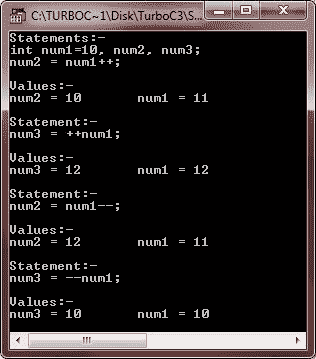 C:\TURBOC~1\Disk\TurboC3\S...
Statements:-
int num1=10, num2, num3;
num2 = num1++;
Values:-
num2 = 10 num1 = 11
Statement:-
num3 = ++num1;
Values:-
num3 = 12 num1 = 12
Statement:-
num2 = num1--;
Values:-
num2 = 12 num1 = 11
Statement:-
num3 = --num1;
Values:-
num3 = 10 num1 = 10